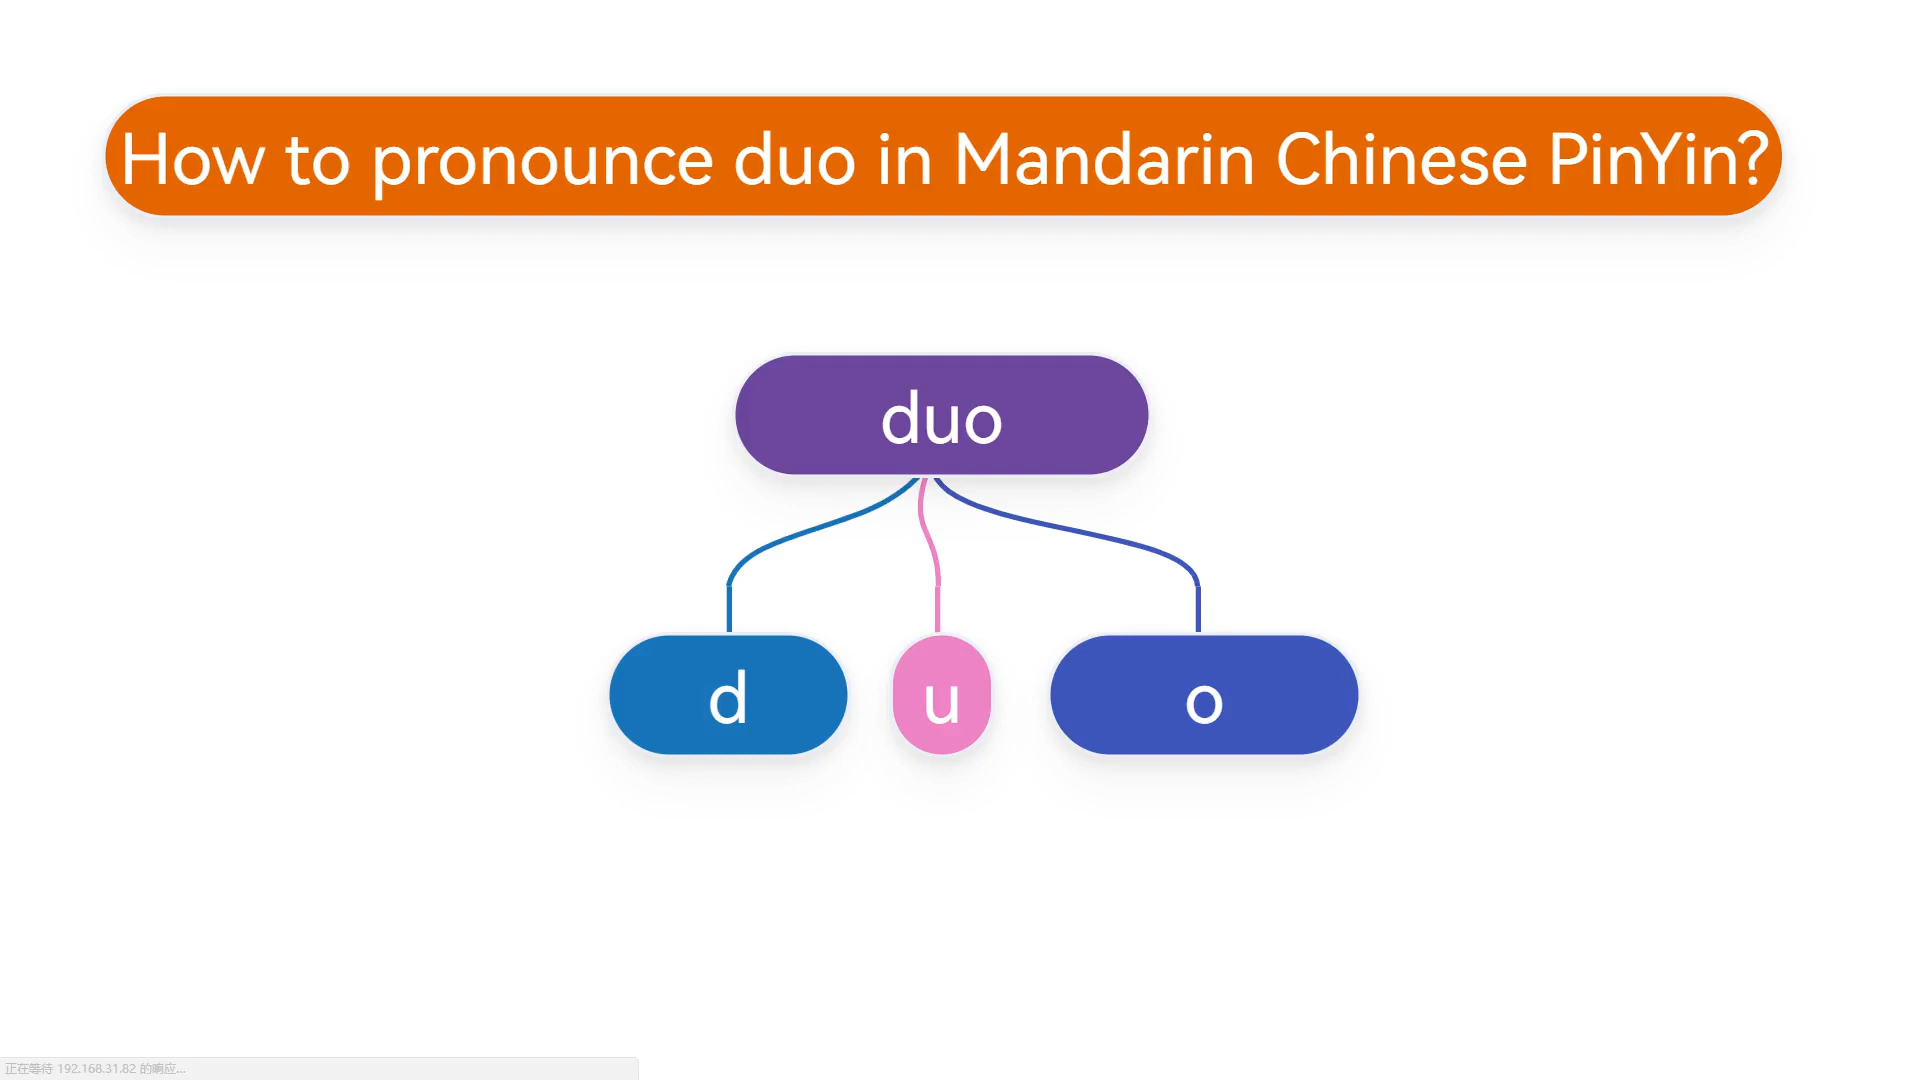 How to pronounce duo in Mandarin Chinese PinYin?
duo
d
u
o
正在等待 192.168.31.82 的响应...